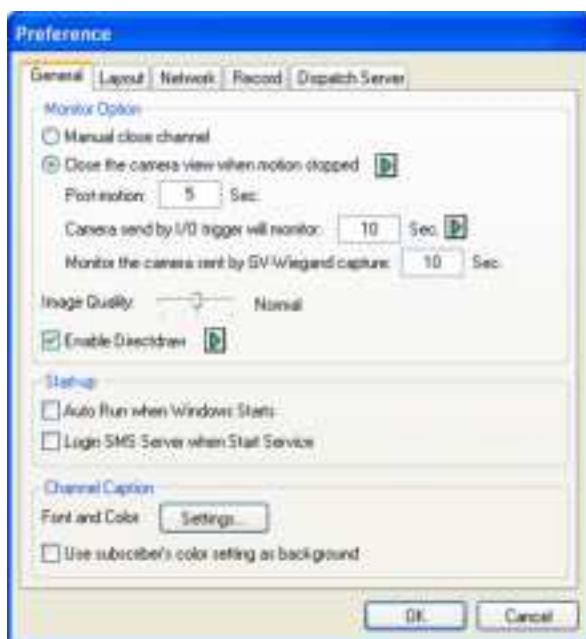 Preference
General Layout Network Record Dispatch Server
Monitor Option
Manual close channel
Close the camera view when motion stopped
Post motion: 5 Sec.
Camera send by I/O trigger will monitor: 10 Sec.
Monitor the camera sent by GV-Wiegand capture: 10 Sec.
Image Quality: Normal
Enable Directdraw
Start-up
Auto Run when Windows Starts
Login SMS Server when Start Service
Channel Caption
Font and Color Settings...
Use subscriber's color setting as background
OK Cancel